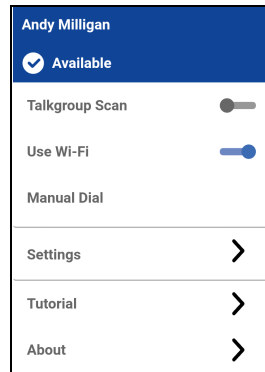 Andy Milligan
Available
Talkgroup Scan
Use Wi-Fi
Manual Dial
Settings
Tutorial
About